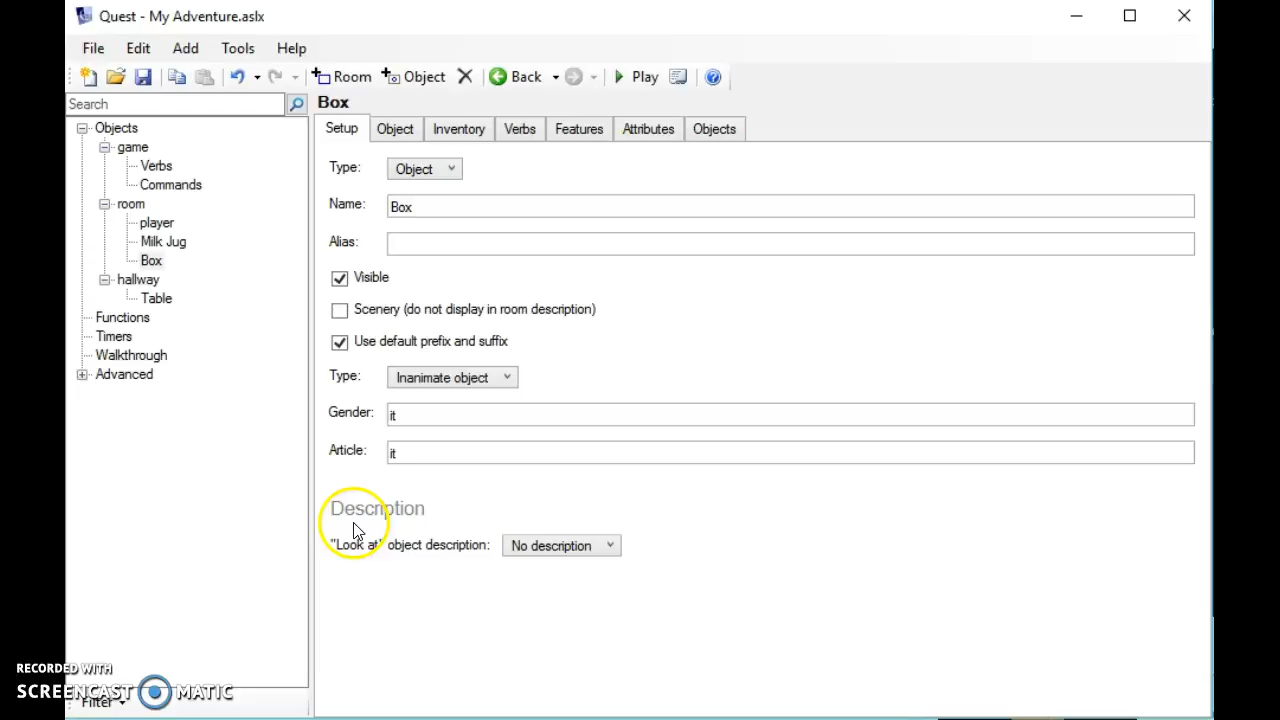 Quest - My Adventure.aslx
File Edit Add Tools Help
Room Object Back Play
Search
Box
Objects
game
Verbs
Commands
room
player
Milk Jug
Box
hallway
Table
Functions
Timers
Walkthrough
Advanced
Filter
Setup Object Inventory Verbs Features Attributes Objects
Type: Object
Name: Box
Alias:
Visible
Scenery (do not display in room description)
Use default prefix and suffix
Type: Inanimate object
Gender: it
Article: it
Description
"Look at" object description: No description
RECORDED WITH
SCREENCAST MATIC